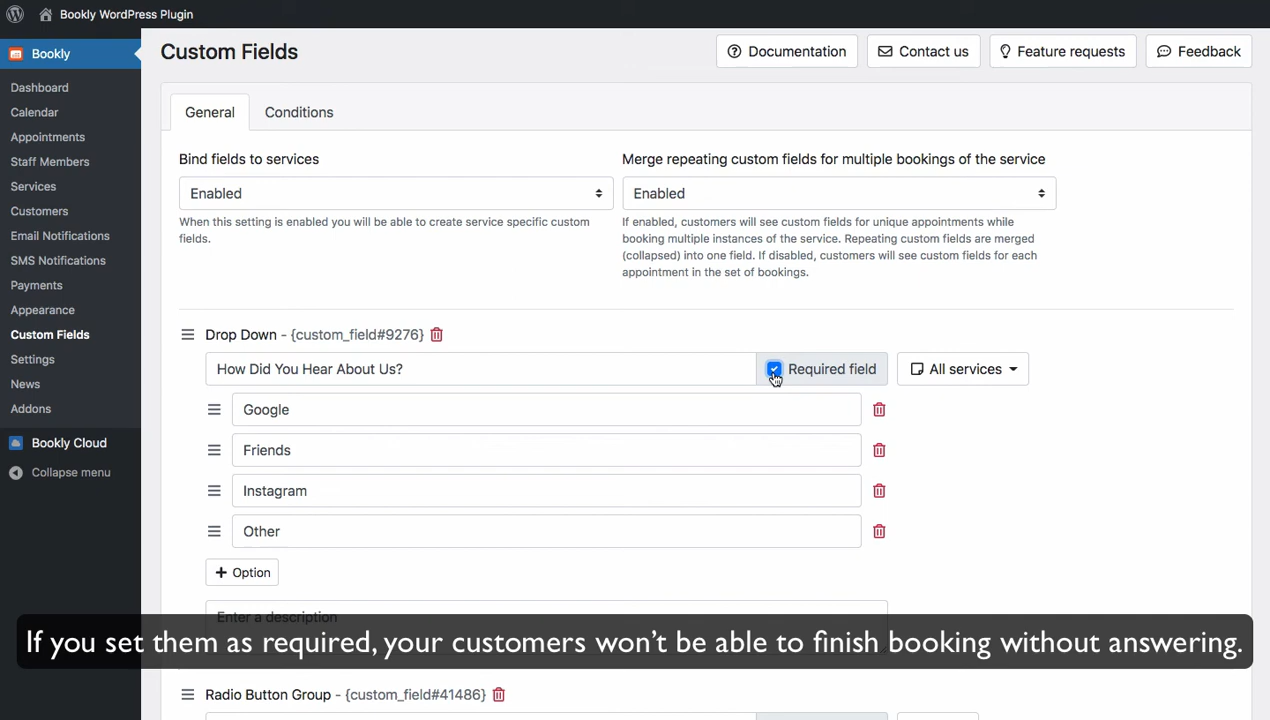 Bookly WordPress Plugin
Bookly
Dashboard
Calendar
Appointments
Staff Members
Services
Customers
Email Notifications
SMS Notifications
Payments
Appearance
Custom Fields
Settings
News
Addons
Bookly Cloud
Collapse menu
Custom Fields
Documentation
Contact us
Feature requests
Feedback
General
Conditions
Bind fields to services
Enabled
When this setting is enabled you will be able to create service specific custom
fields.
Merge repeating custom fields for multiple bookings of the service
Enabled
If enabled, customers will see custom fields for unique appointments while
booking multiple instances of the service. Repeating custom fields are merged
(collapsed) into one field. If disabled, customers will see custom fields for each
appointment in the set of bookings.
Drop Down - {custom_field#9276}
How Did You Hear About Us?
Required field
All services
Google
Friends
Instagram
Other
+ Option
Enter a description
If you set them as required, your customers won't be able to finish booking without answering.
Radio Button Group - {custom_field#41486}